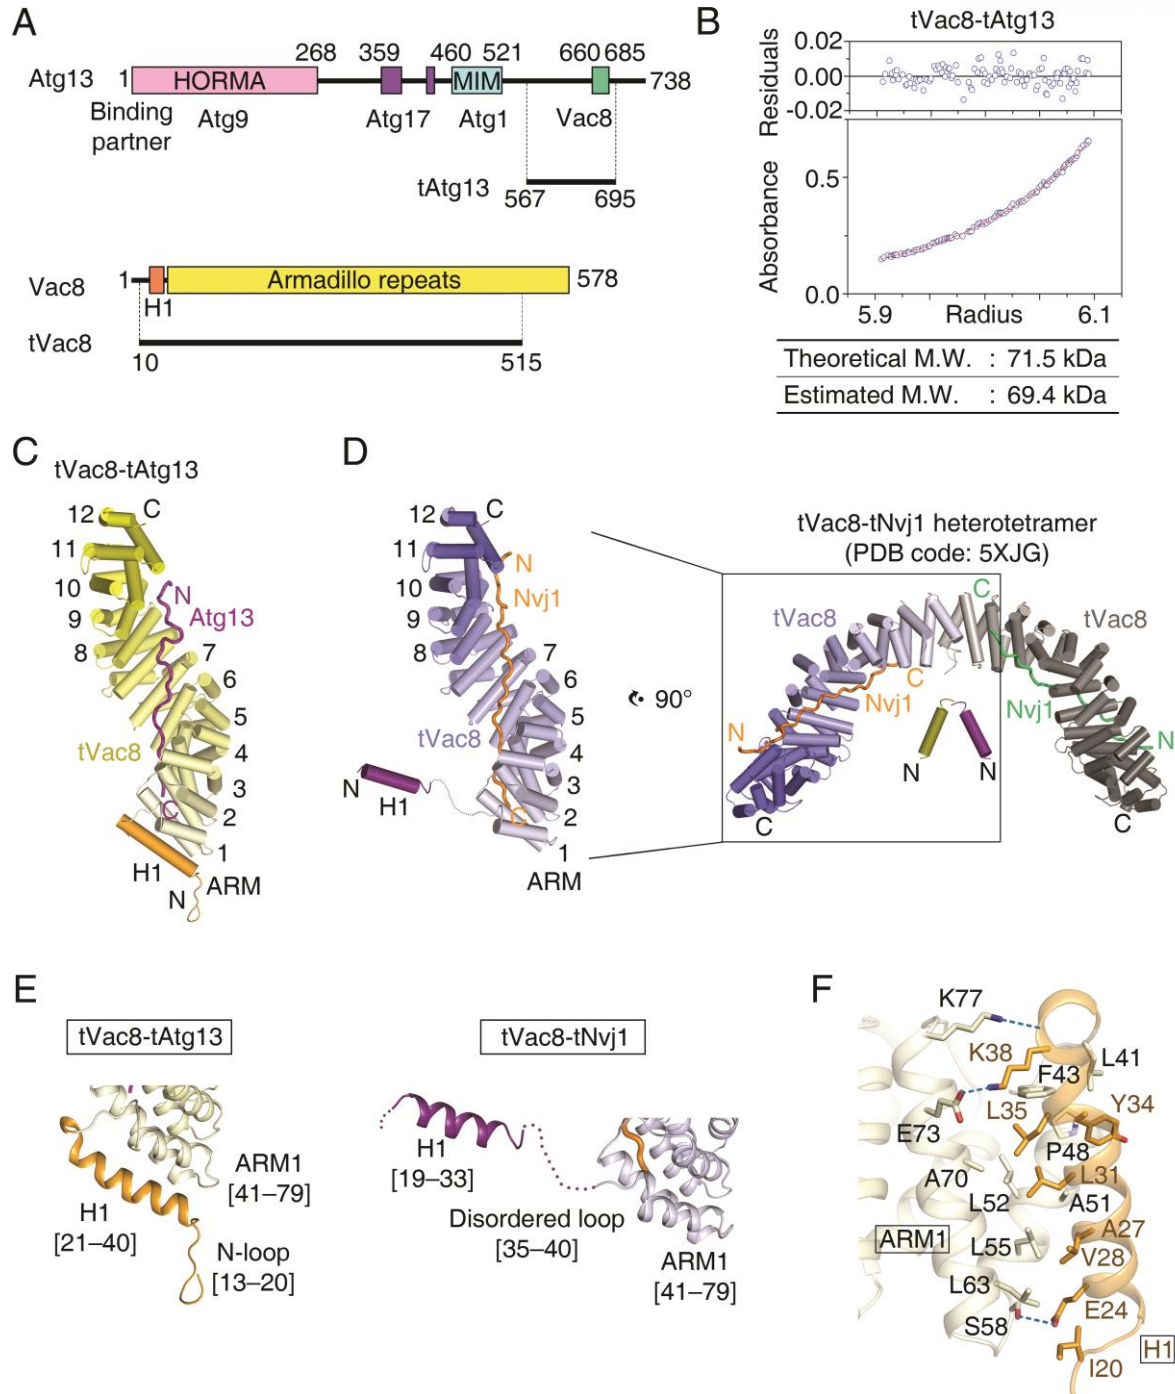 A
268 359 460 521 660 685
Atg13 1 HORMA MIM 738
Binding partner Atg9 Atg17 Atg1 Vac8
tAtg13
567 695
Vac8 1 Armadillo repeats 578
H1
tVac8
10 515
B
tVac8-tAtg13
Residuals
0.02
0.00
-0.02
Absorbance
0.5
0.0
5.9 Radius 6.1
Theoretical M.W. : 71.5 kDa
Estimated M.W. : 69.4 kDa
C
tVac8-tAtg13
12 C
11
10 N
9 Atg13
8 7
6
5
tVac8 4
3
C 2
H1 1
N ARM
D
12 C
11 N
10 Nvj1
9
8 7
6
5
tVac8 4
3
N H1 C 2
1
ARM
90°
tVac8-tNvj1 heterotetramer
(PDB code: 5XJG)
C
tVac8 tVac8
C
Nvj1 Nvj1
N N
N N
C C
E
tVac8-tAtg13
ARM1
[41–79]
H1
[21–40]
N-loop
[13–20]
tVac8-tNvj1
H1
[19–33]
Disordered loop
[35–40]
ARM1
[41–79]
F
K77
K38 L41
F43
L35 Y34
E73
P48
A70 L31
L52 A51
ARM1 A27
L55 V28
L63
E24
S58
H1
I20